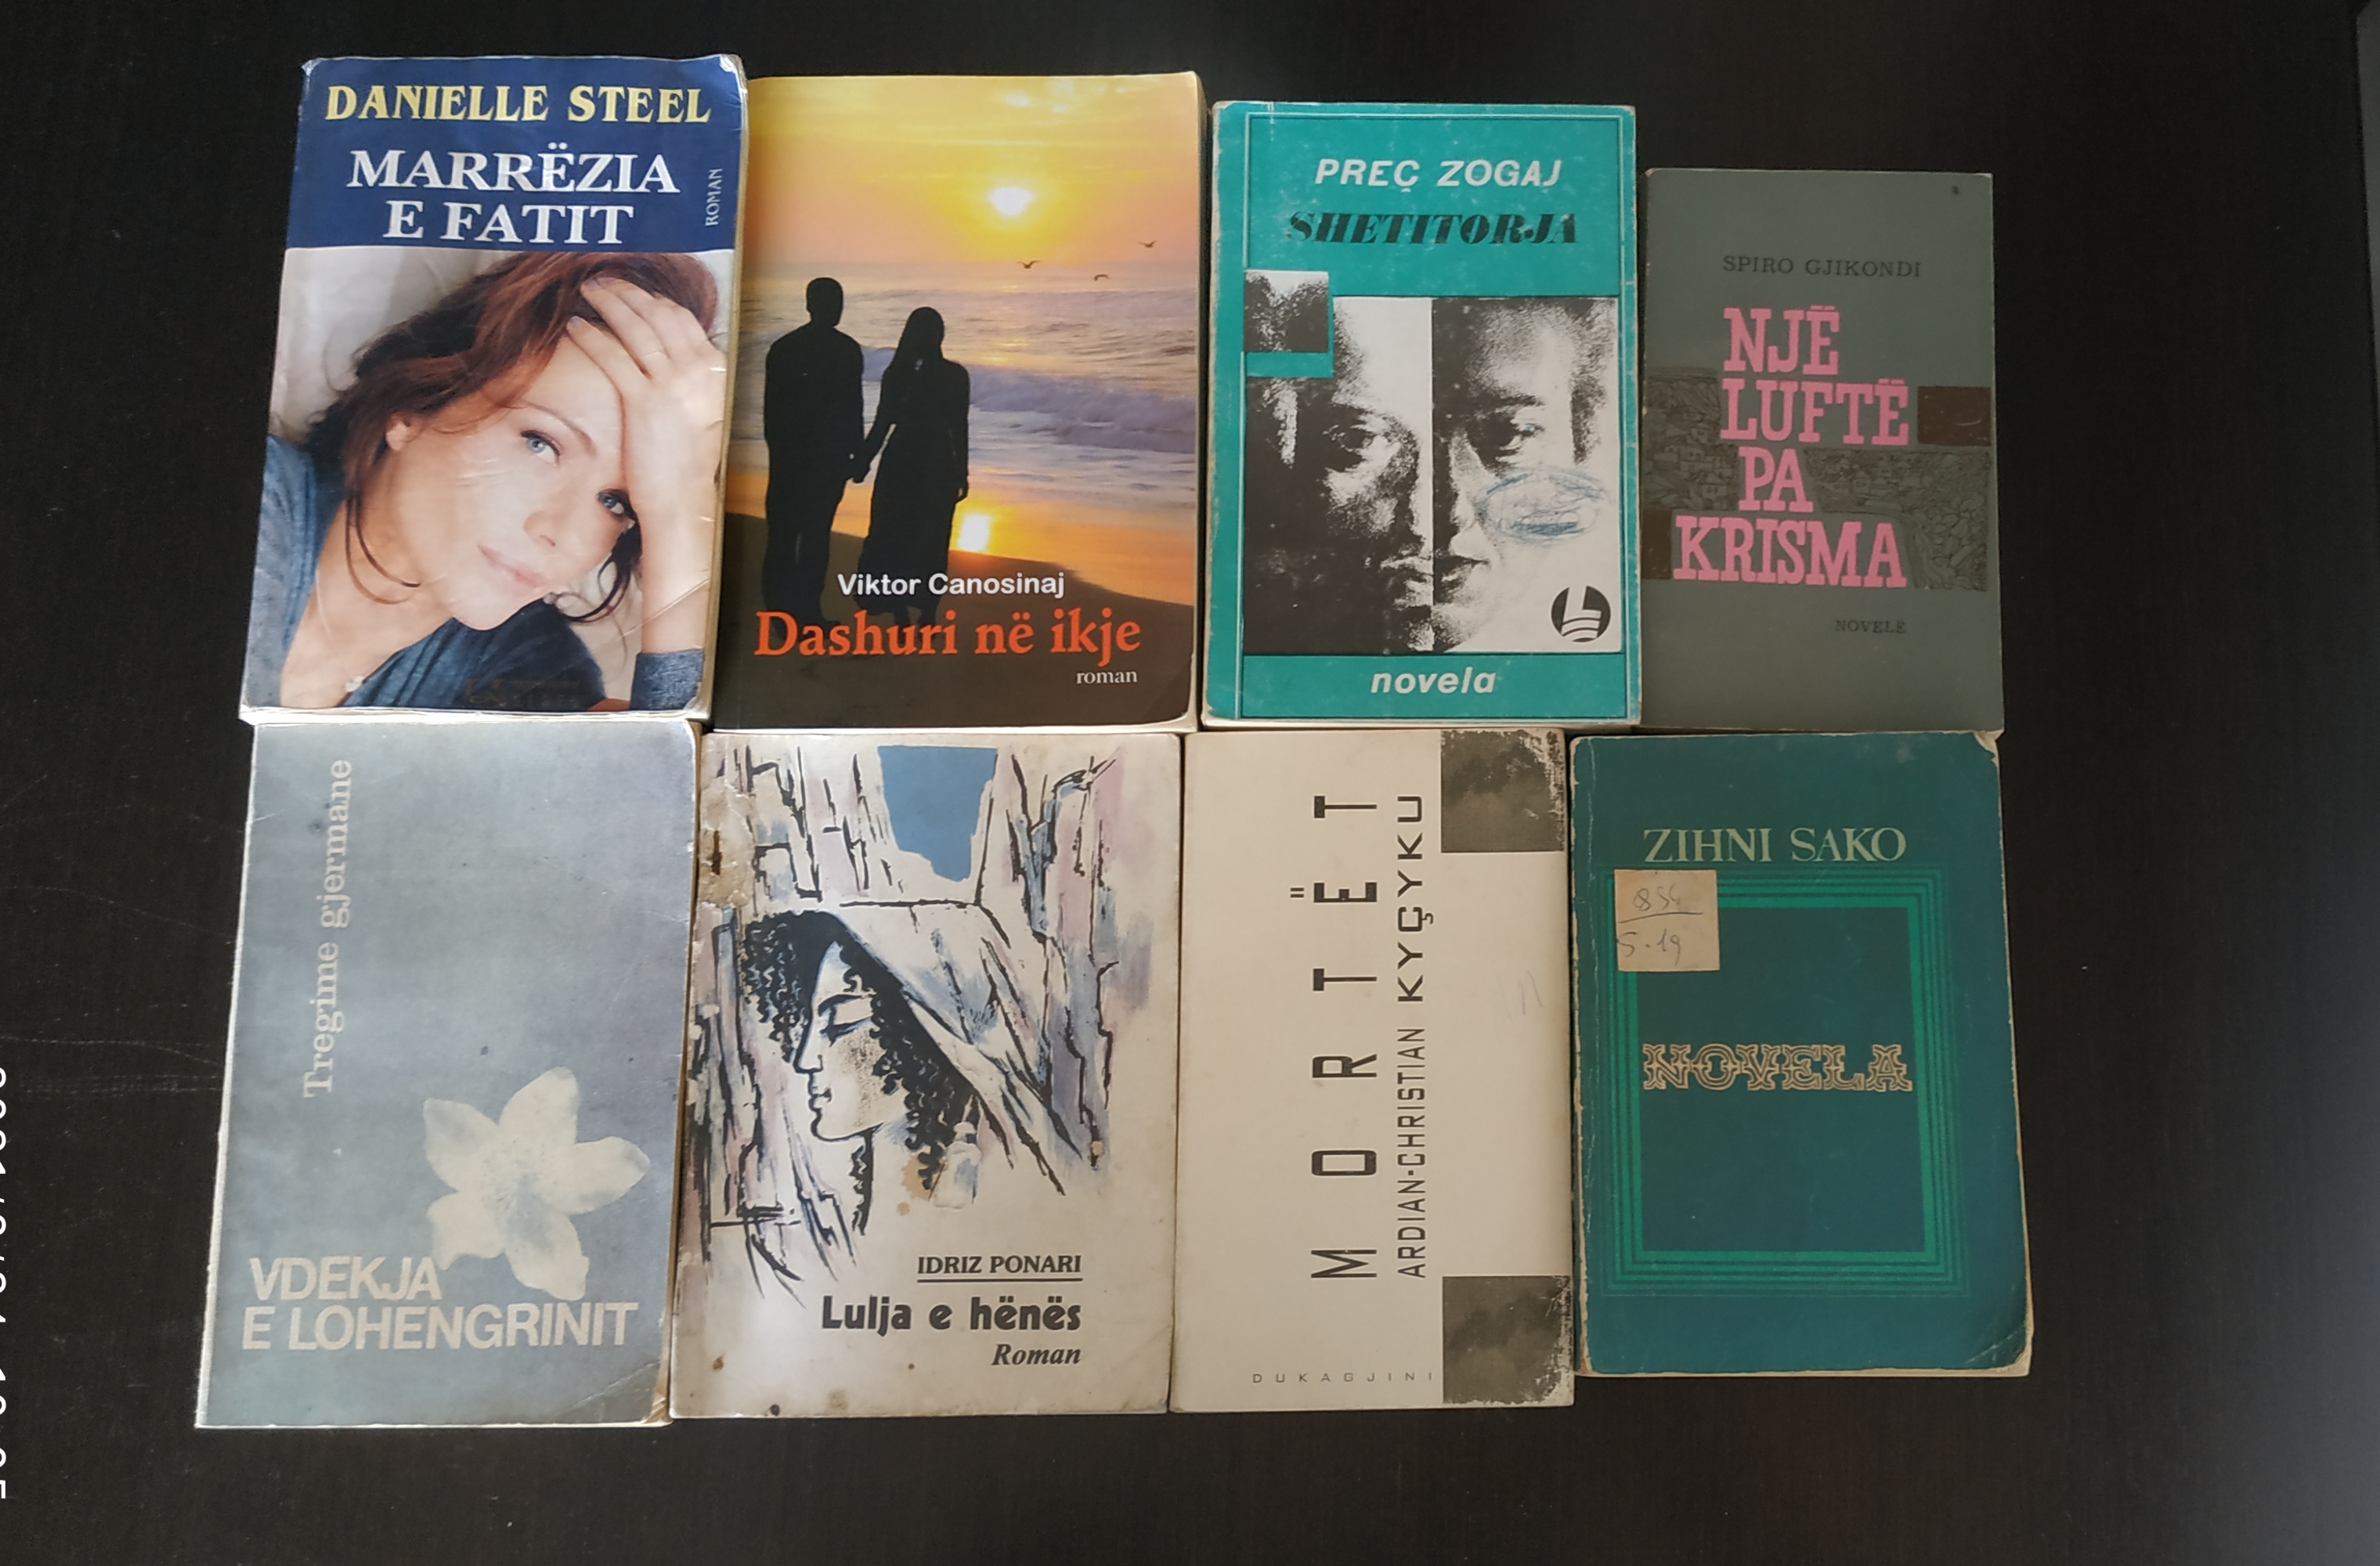 DANIELLE STEEL
MARRËZIA
E FATIT
ROMAN
Viktor Canosinaj
Dashuri në ikje
roman
PREÇ ZOGAJ
SHETITORJA
novela
SPIRO GJIKONDI
NJË
LUFTË
PA
KRISMA
NOVELË
Tregime gjermane
VDEKJA
E LOHENGRINIT
IDRIZ PONARI
Lulja e hënës
Roman
MORTËT
ARDIAN-CHRISTIAN KYÇYKU
DUKAGJINI
ZIHNI SAKO
S-19
NOVELA